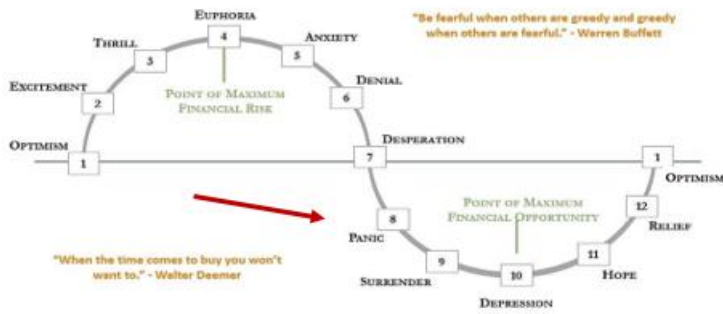 EUPHORIA
4
"Be fearful when others are greedy and greedy
when others are fearful." - Warren Buffett
THRILL
3
ANXIETY
5
EXCITEMENT
2
POINT OF MAXIMUM
FINANCIAL RISK
DENIAL
6
OPTIMISM
1
DESPERATION
7
1
OPTIMISM
PANIC
8
POINT OF MAXIMUM
FINANCIAL OPPORTUNITY
12
RELIEF
"When the time comes to buy you won't
want to." - Walter Deemer
SURRENDER
9
10
DEPRESSION
11
HOPE